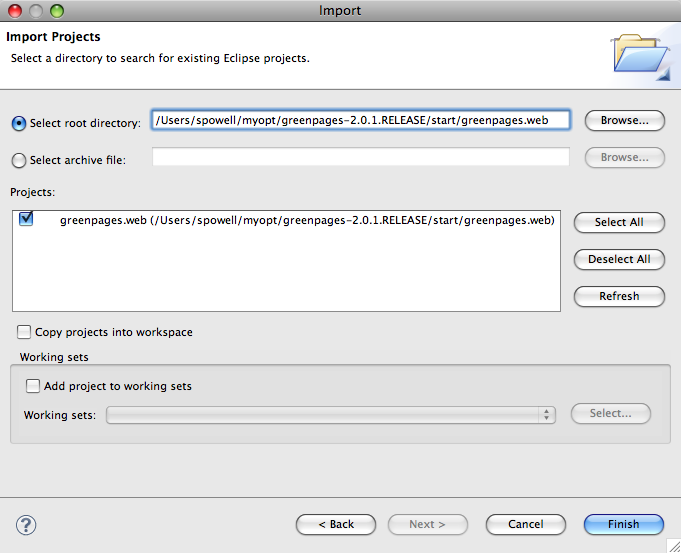 Import
Import Projects
Select a directory to search for existing Eclipse projects.
Select root directory: /Users/spowell/myopt/greenpages-2.0.1.RELEASE/start/greenpages.web Browse...
Select archive file: Browse...
Projects:
greenpages.web (/Users/spowell/myopt/greenpages-2.0.1.RELEASE/start/greenpages.web)
Select All
Deselect All
Refresh
Copy projects into workspace
Working sets
Add project to working sets
Working sets: Select...
? < Back Next > Cancel Finish